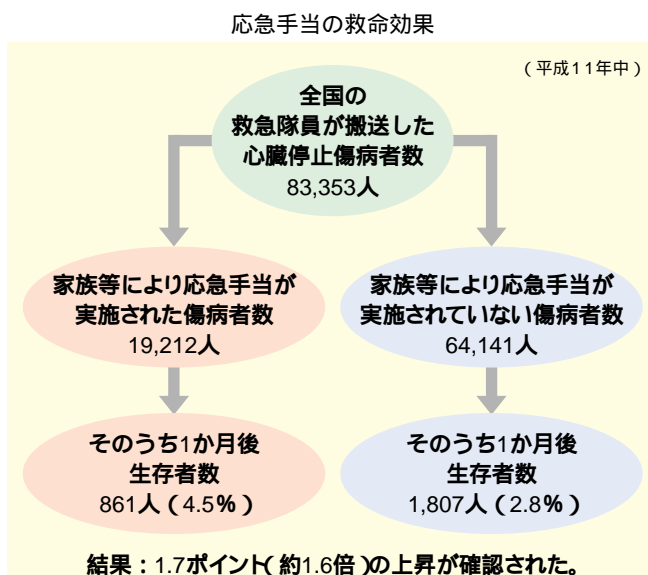 応急手当の救命効果
(平成11年中)
全国の
救急隊員が搬送した
心臓停止傷病者数
83,353人
家族等により応急手当が
実施された傷病者数
19,212人
家族等により応急手当が
実施されていない傷病者数
64,141人
そのうち1か月後
生存者数
861人(4.5%)
そのうち1か月後
生存者数
1,807人(2.8%)
結果:1.7ポイント(約1.6倍)の上昇が確認された。